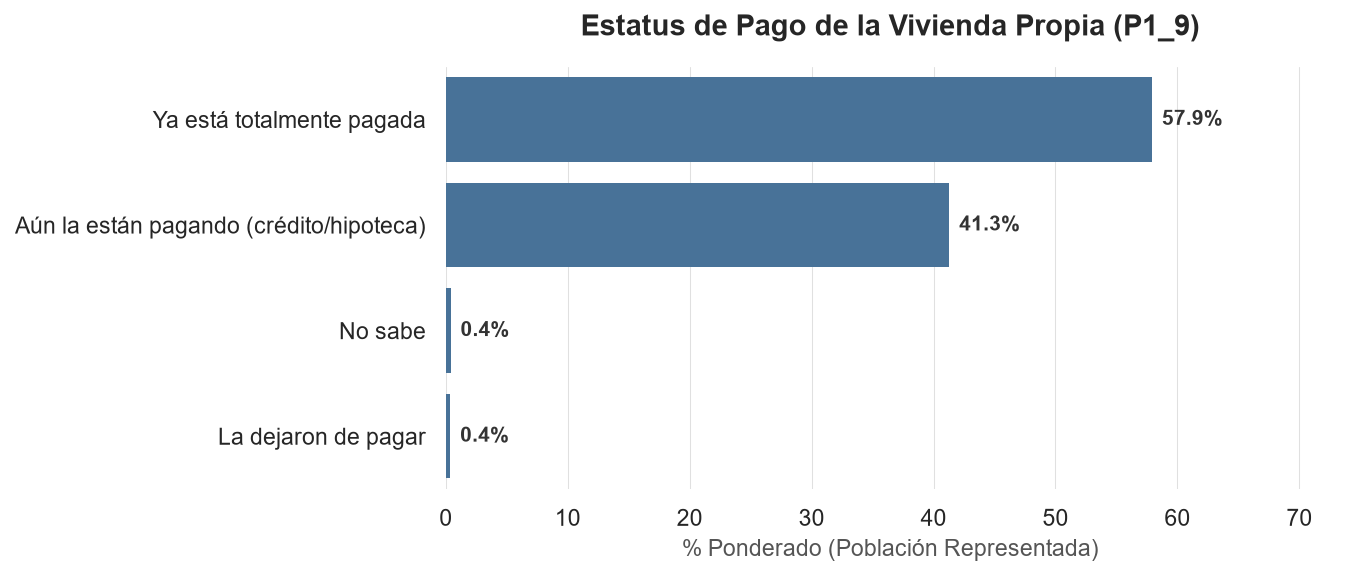 Estatus de Pago de la Vivienda Propia (P1_9)
Ya está totalmente pagada
57.9%
Aún la están pagando (crédito/hipoteca)
41.3%
No sabe
0.4%
La dejaron de pagar
0.4%
0 10 20 30 40 50 60 70
% Ponderado (Población Representada)